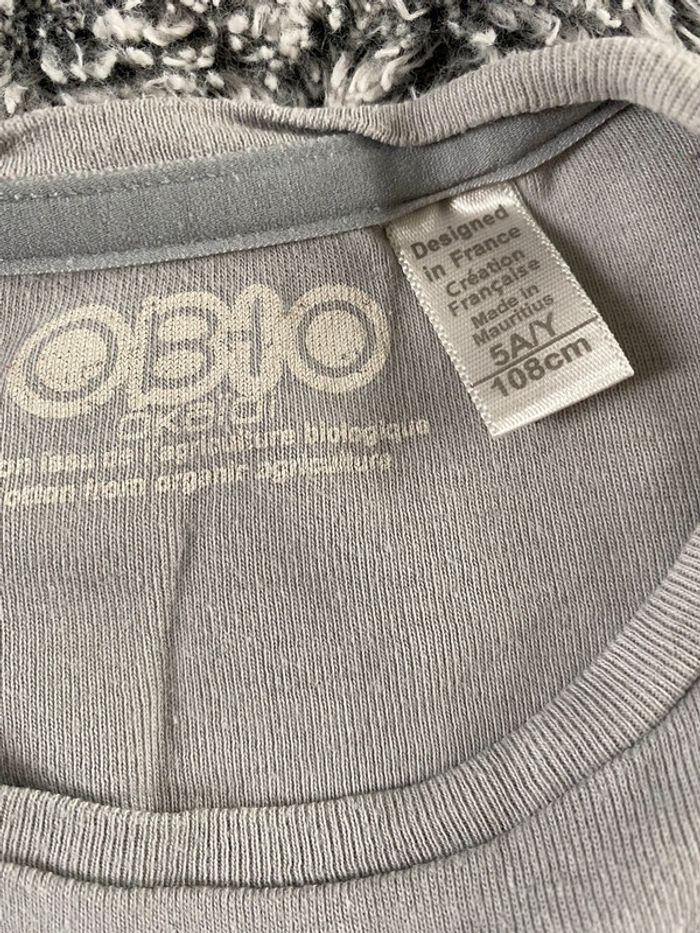 OBIO
okaïdi
issu de l'agriculture biologique
cotton from organic agriculture
Designed
in France
Création
Française
Made in
Mauritius
5A/Y
108cm